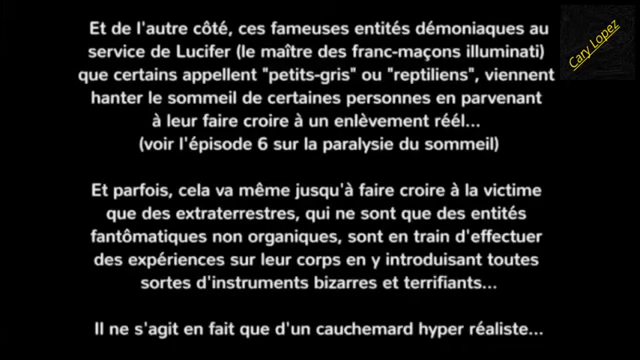 Et de l'autre côté, ces fameuses entités démoniaques au
service de Lucifer (le maître des franc-maçons illuminati)
que certains appellent "petits-gris" ou "reptiliens", viennent
hanter le sommeil de certaines personnes en parvenant
à leur faire croire à un enlèvement réél...
(voir l'épisode 6 sur la paralysie du sommeil)
Et parfois, cela va même jusqu'à faire croire à la victime
que des extraterrestres, qui ne sont que des entités
fantômatiques non organiques, sont en train d'effectuer
des expériences sur leur corps en y introduisant toutes
sortes d'instruments bizarres et terrifiants...
Il ne s'agit en fait que d'un cauchemard hyper réaliste...
Cary Lopez